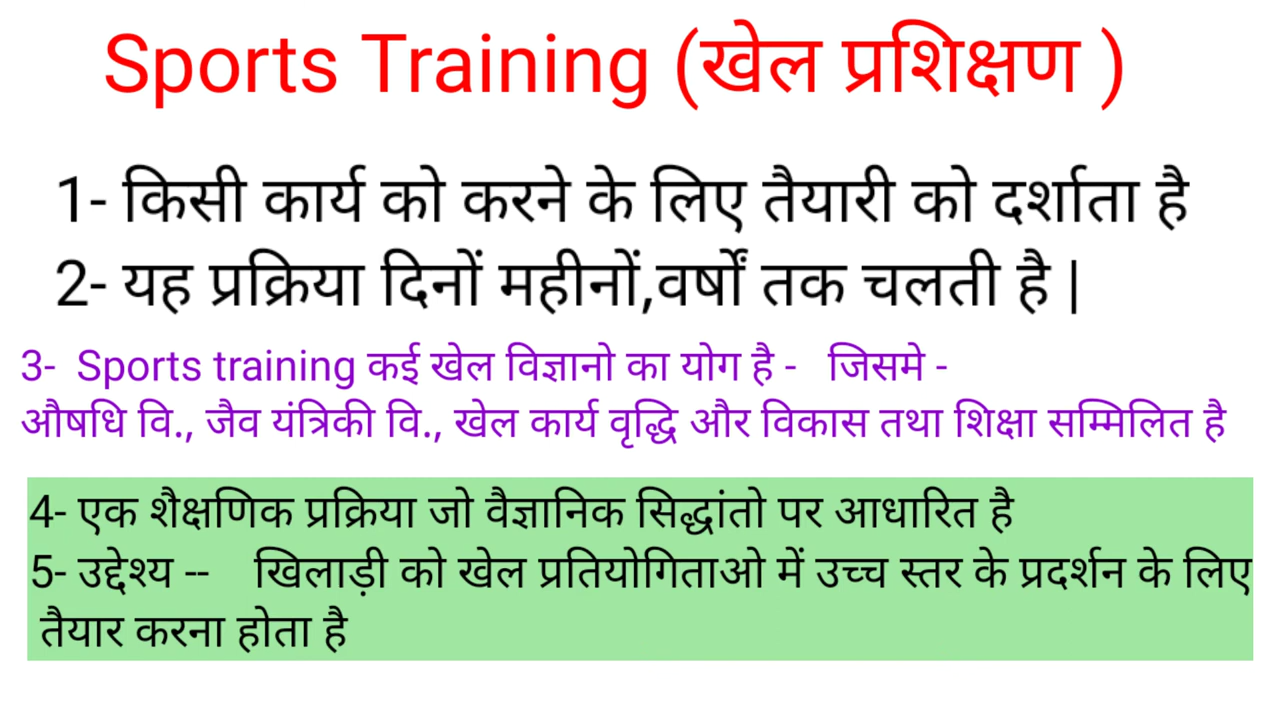 Sports Training (खेल प्रशिक्षण )
1- किसी कार्य को करने के लिए तैयारी को दर्शाता है
2- यह प्रक्रिया दिनों महीनों,वर्षों तक चलती है |
3- Sports training कई खेल विज्ञानो का योग है - जिसमे -
औषधि वि., जैव यंत्रिकी वि., खेल कार्य वृद्धि और विकास तथा शिक्षा सम्मिलित है
4- एक शैक्षणिक प्रक्रिया जो वैज्ञानिक सिद्धांतो पर आधारित है
5- उद्देश्य -- खिलाड़ी को खेल प्रतियोगिताओ में उच्च स्तर के प्रदर्शन के लिए
तैयार करना होता है